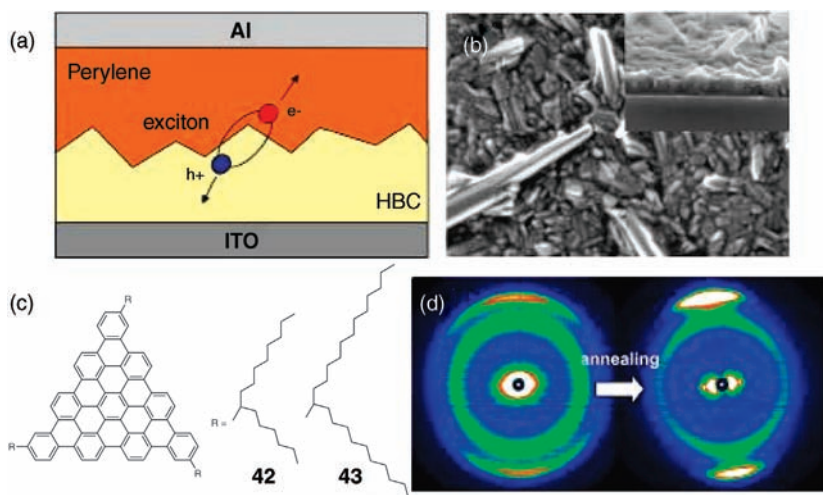 (a)
Al
Perylene
exciton
e-
h+
HBC
ITO
(b)
(c)
R
R
R
R =
42
43
(d)
annealing